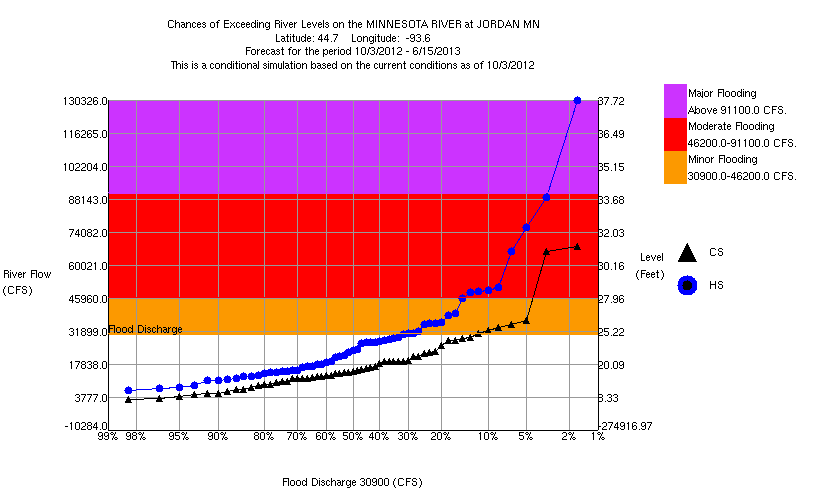 Chances of Exceeding River Levels on the MINNESOTA RIVER at JORDAN MN
Latitude: 44.7 Longitude: -93.6
Forecast for the period 10/3/2012 - 6/15/2013
This is a conditional simulation based on the current conditions as of 10/3/2012
130326.0
116265.0
102204.0
88143.0
74082.0
60021.0
45960.0
31899.0
17838.0
3777.0
-10284.0
River Flow
(CFS)
Flood Discharge
37.72
36.49
35.15
33.68
32.03
30.16
27.96
25.22
20.09
3.33
-274916.97
Level
(Feet)
Major Flooding
Above 91100.0 CFS.
Moderate Flooding
46200.0-91100.0 CFS.
Minor Flooding
30900.0-46200.0 CFS.
CS
HS
99% 98% 95% 90% 80% 70% 60% 50% 40% 30% 20% 10% 5% 2% 1%
Flood Discharge 30900 (CFS)